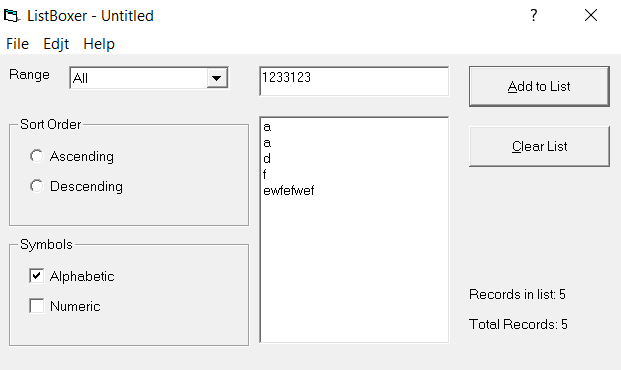 ListBoxer - Untitled
?
File Edjt Help
Range
All
1233123
Add to List
Sort Order
Ascending
Descending
a
a
d
f
ewfefwef
Clear List
Symbols
Alphabetic
Numeric
Records in list: 5
Total Records: 5